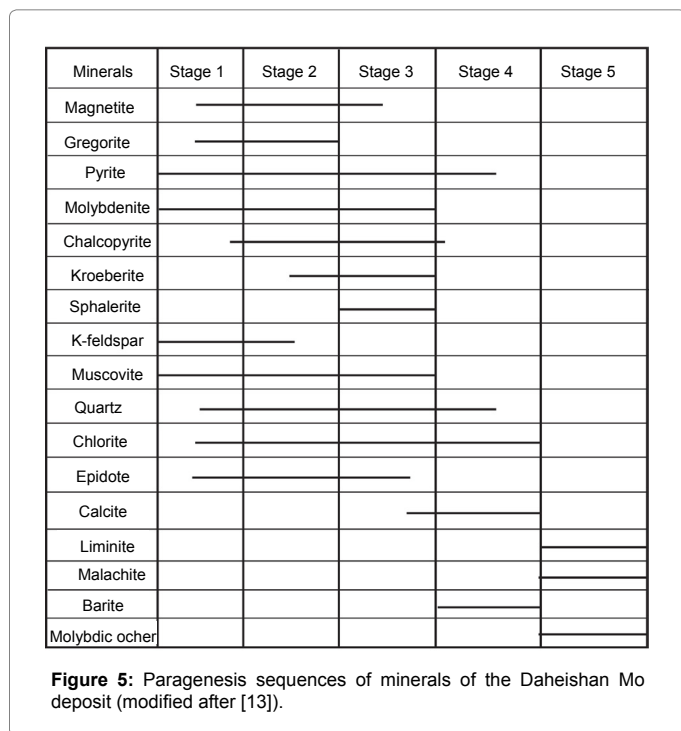 Minerals Stage 1 Stage 2 Stage 3 Stage 4 Stage 5
Magnetite
Gregorite
Pyrite
Molybdenite
Chalcopyrite
Kroeberite
Sphalerite
K-feldspar
Muscovite
Quartz
Chlorite
Epidote
Calcite
Liminite
Malachite
Barite
Molybdic ocher
Figure 5: Paragenesis sequences of minerals of the Daheishan Mo
deposit (modified after [13]).